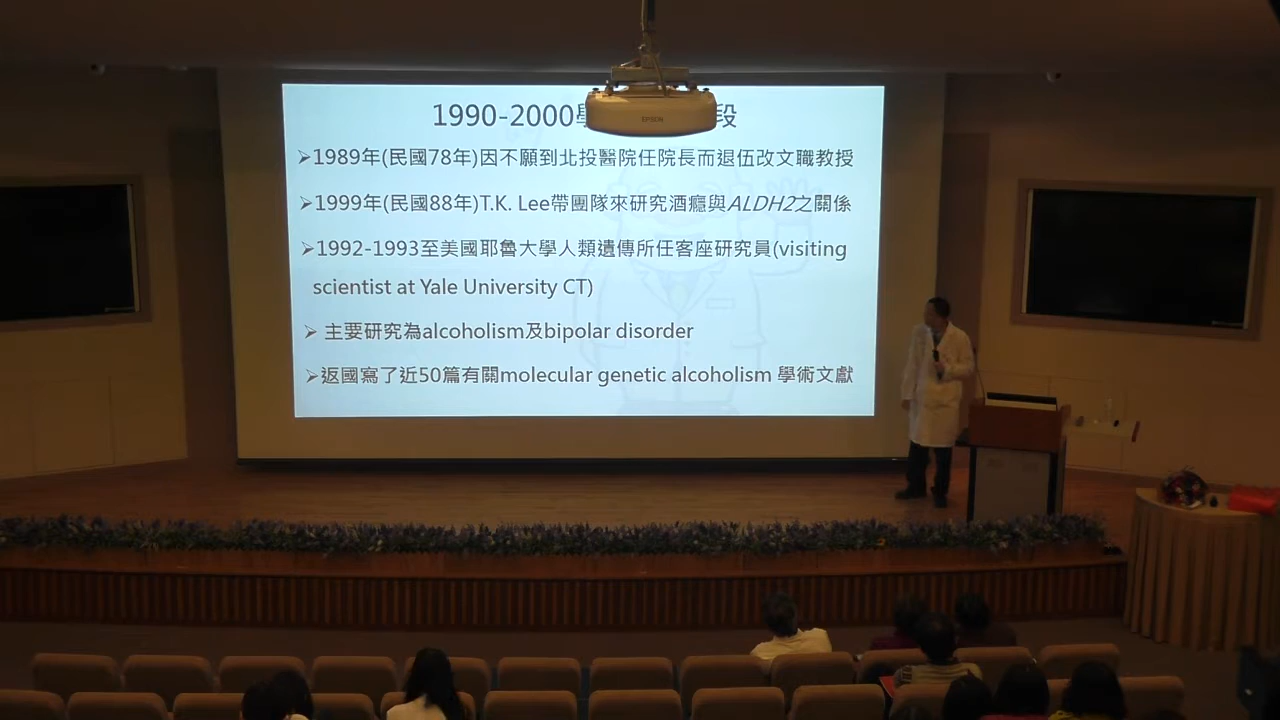 1990-2000學 段
➢1989年(民國78年)因不願到北投醫院任院長而退伍改文職教授
➢1999年(民國88年)T.K. Lee帶團隊來研究酒癮與ALDH2之關係
➢1992-1993至美國耶魯大學人類遺傳所任客座研究員(visiting
scientist at Yale University CT)
➢ 主要研究為alcoholism及bipolar disorder
➢返國寫了近50篇有關molecular genetic alcoholism 學術文獻
EPSON